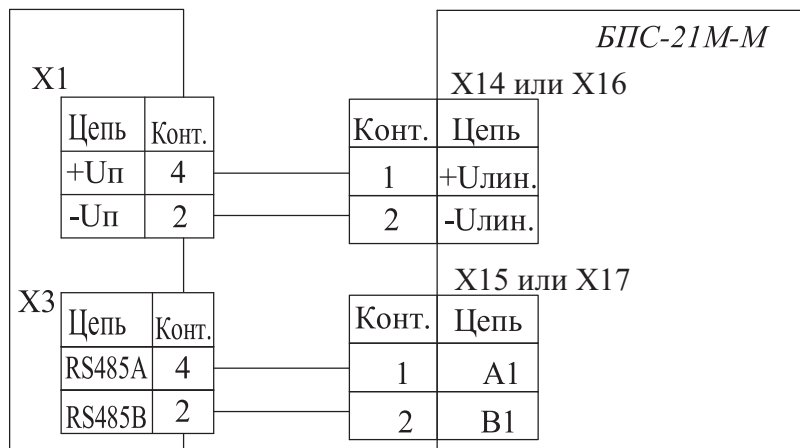 БПС-21М-М
X1
X14 или X16
Цепь Конт.
+Uп 4
-Uп 2
Конт. Цепь
1 +Uлин.
2 -Uлин.
X3
X15 или X17
Цепь Конт.
RS485A 4
RS485B 2
Конт. Цепь
1 A1
2 B1